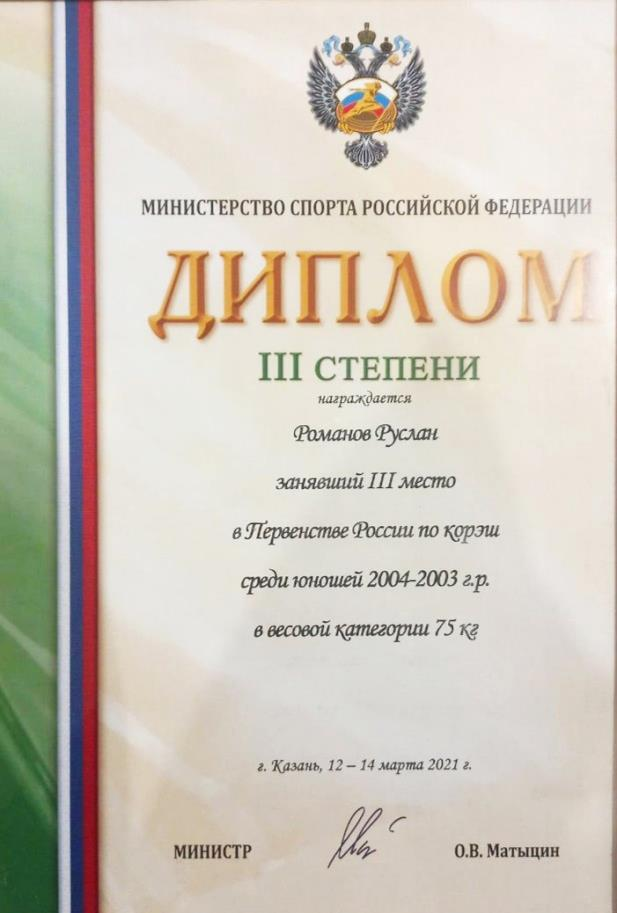 МИНИСТЕРСТВО СПОРТА РОССИЙСКОЙ ФЕДЕРАЦИИ
ДИПЛОМ
III СТЕПЕНИ
награждается
Романов Руслан
занявший III место
в Первенстве России по корэш
среди юношей 2004-2003 г.р.
в весовой категории 75 кг
г. Казань, 12 – 14 марта 2021 г.
МИНИСТР О.В. Матыцин